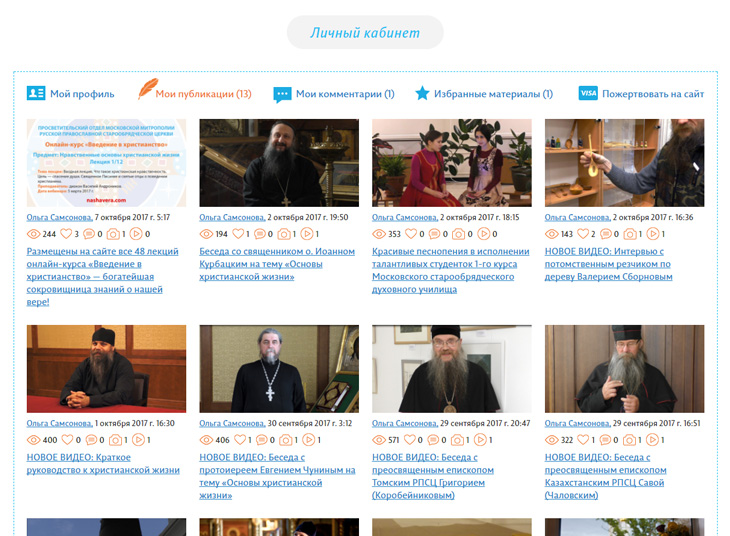 Личный кабинет
Мой профиль
Мои публикации (13)
Мои комментарии (1)
Избранные материалы (1)
VISA
Пожертвовать на сайт
ПРОСВЕТИТЕЛЬСКИЙ ОТДЕЛ МОСКОВСКОЙ МИТРОПОЛИИ
РУССКОЙ ПРАВОСЛАВНОЙ СТАРООБРЯДЧЕСКОЙ ЦЕРКВИ
Онлайн-курс «Введение в христианство»
Предмет: Нравственные основы христианской жизни
Лекция 1/12
nashavera.com
Ольга Самсонова, 7 октября 2017 г. 5:17
244 3 0 0 0
Размещены на сайте все 48 лекций
онлайн-курса «Введение в
христианство» — богатейшая
сокровищница знаний о нашей
вере!
Ольга Самсонова, 2 октября 2017 г. 19:50
194 1 0 1 1
Беседа со священником о. Иоанном
Курбацким на тему «Основы
христианской жизни»
Ольга Самсонова, 2 октября 2017 г. 18:15
353 0 0 0 0
Красивые песнопения в исполнении
талантливых студенток 1-го курса
Московского старообрядческого
духовного училища
Ольга Самсонова, 2 октября 2017 г. 16:36
143 2 0 1 1
НОВОЕ ВИДЕО: Интервью с
потомственным резчиком по
дереву Валерием Сборновым
Ольга Самсонова, 1 октября 2017 г. 16:30
400 0 0 1 1
НОВОЕ ВИДЕО: Краткое
руководство к христианской жизни
Ольга Самсонова, 30 сентября 2017 г. 3:12
406 1 0 1 1
НОВОЕ ВИДЕО: Беседа с
протоиереем Евгением Чуниным на
тему «Основы христианской
жизни»
Ольга Самсонова, 29 сентября 2017 г. 20:47
571 0 0 1 1
НОВОЕ ВИДЕО: Беседа с
преосвященным епископом
Томским РПСЦ Григорием
(Коробейниковым)
Ольга Самсонова, 29 сентября 2017 г. 16:51
322 1 0 1 1
НОВОЕ ВИДЕО: Беседа с
преосвященным епископом
Казахстанским РПСЦ Савой
(Чаловским)